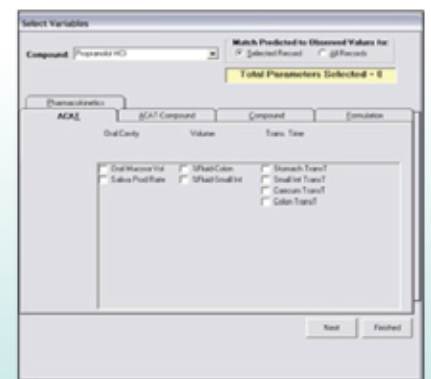 Select Variables
Match Predicted to Observed Values for:
Compound: Propranolol HCl
Selected Record All Records
Total Parameters Selected = 0
Pharmacokinetics
ACAT ACAT-Compound Compound Formulation
Oral Cavity Volume Trans. Time
Oral Mucosa Vol %Fluid-Colon Stomach TransT
Saliva Prod Rate %Fluid-Small Int Small Int TransT
Caecum TransT
Colon TransT
Next Finished